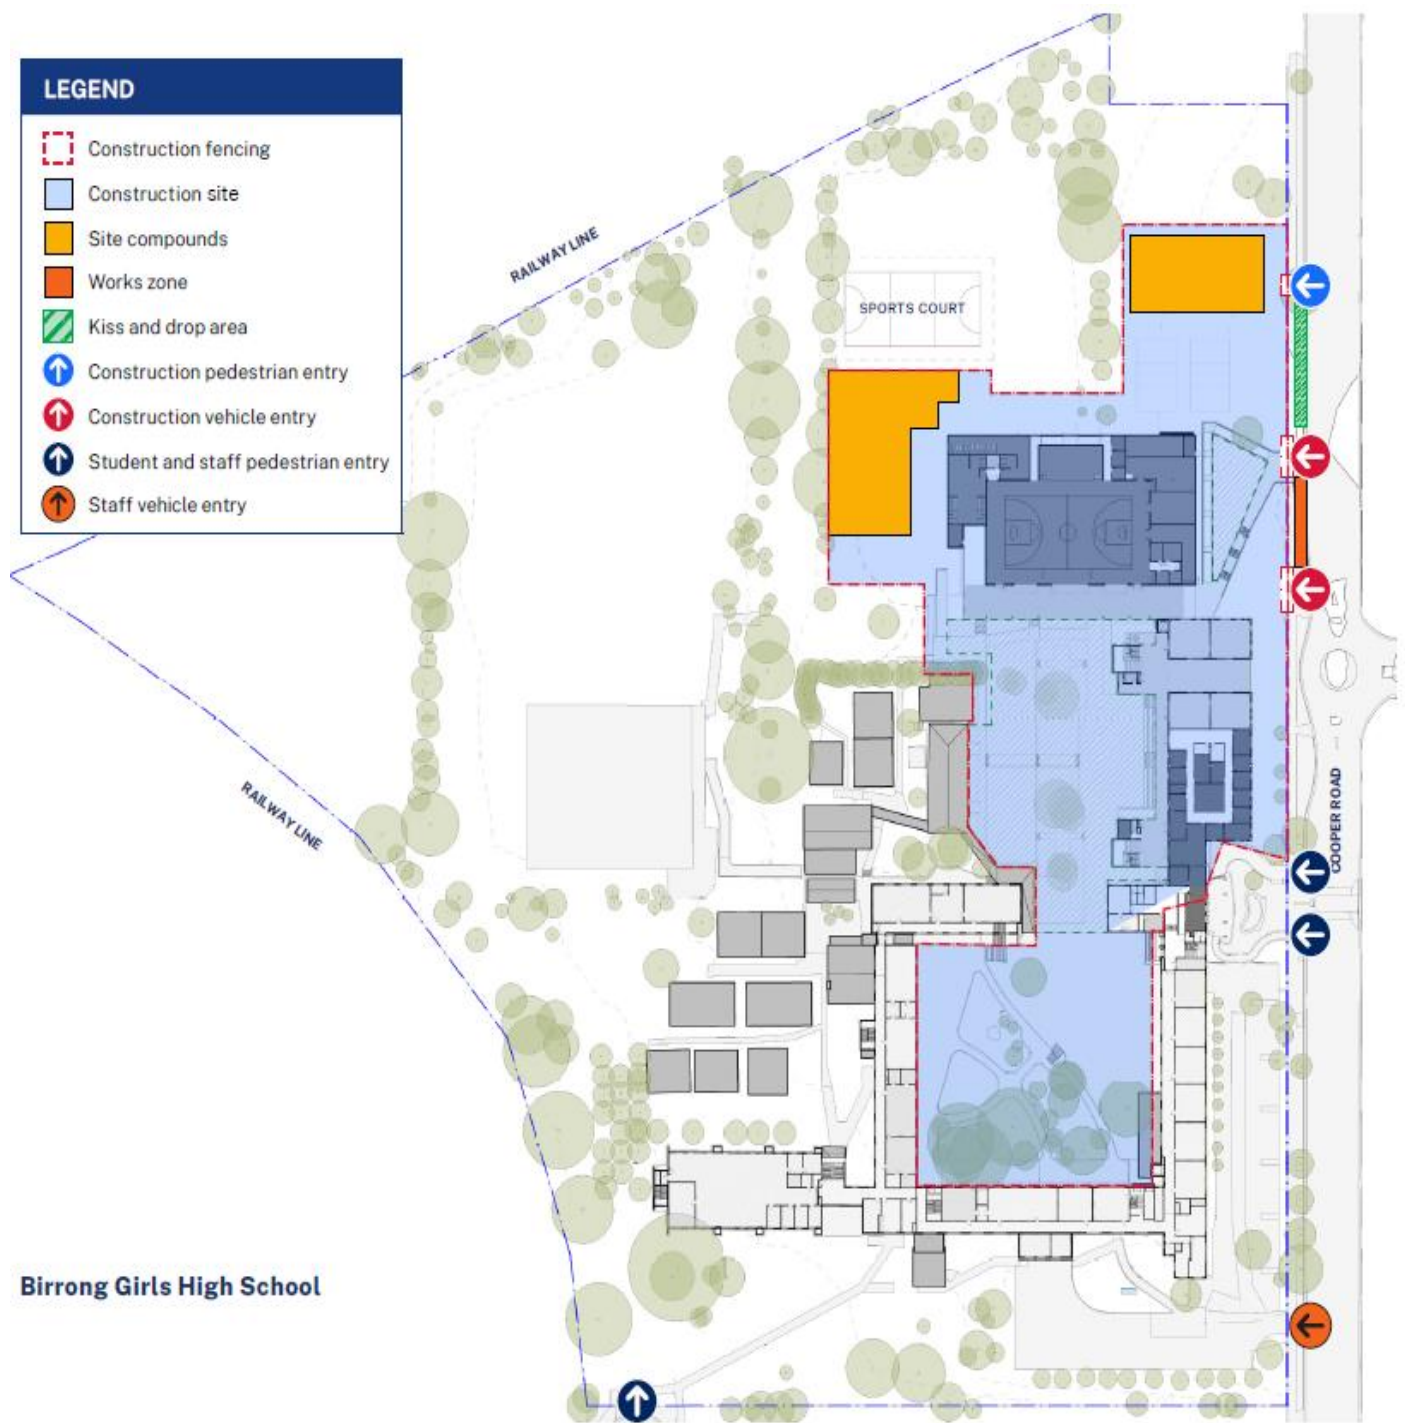 LEGEND
Construction fencing
Construction site
Site compounds
Works zone
Kiss and drop area
Construction pedestrian entry
Construction vehicle entry
Student and staff pedestrian entry
Staff vehicle entry
RAILWAY LINE
SPORTS COURT
RAILWAY LINE
COOPER ROAD
Birrong Girls High School